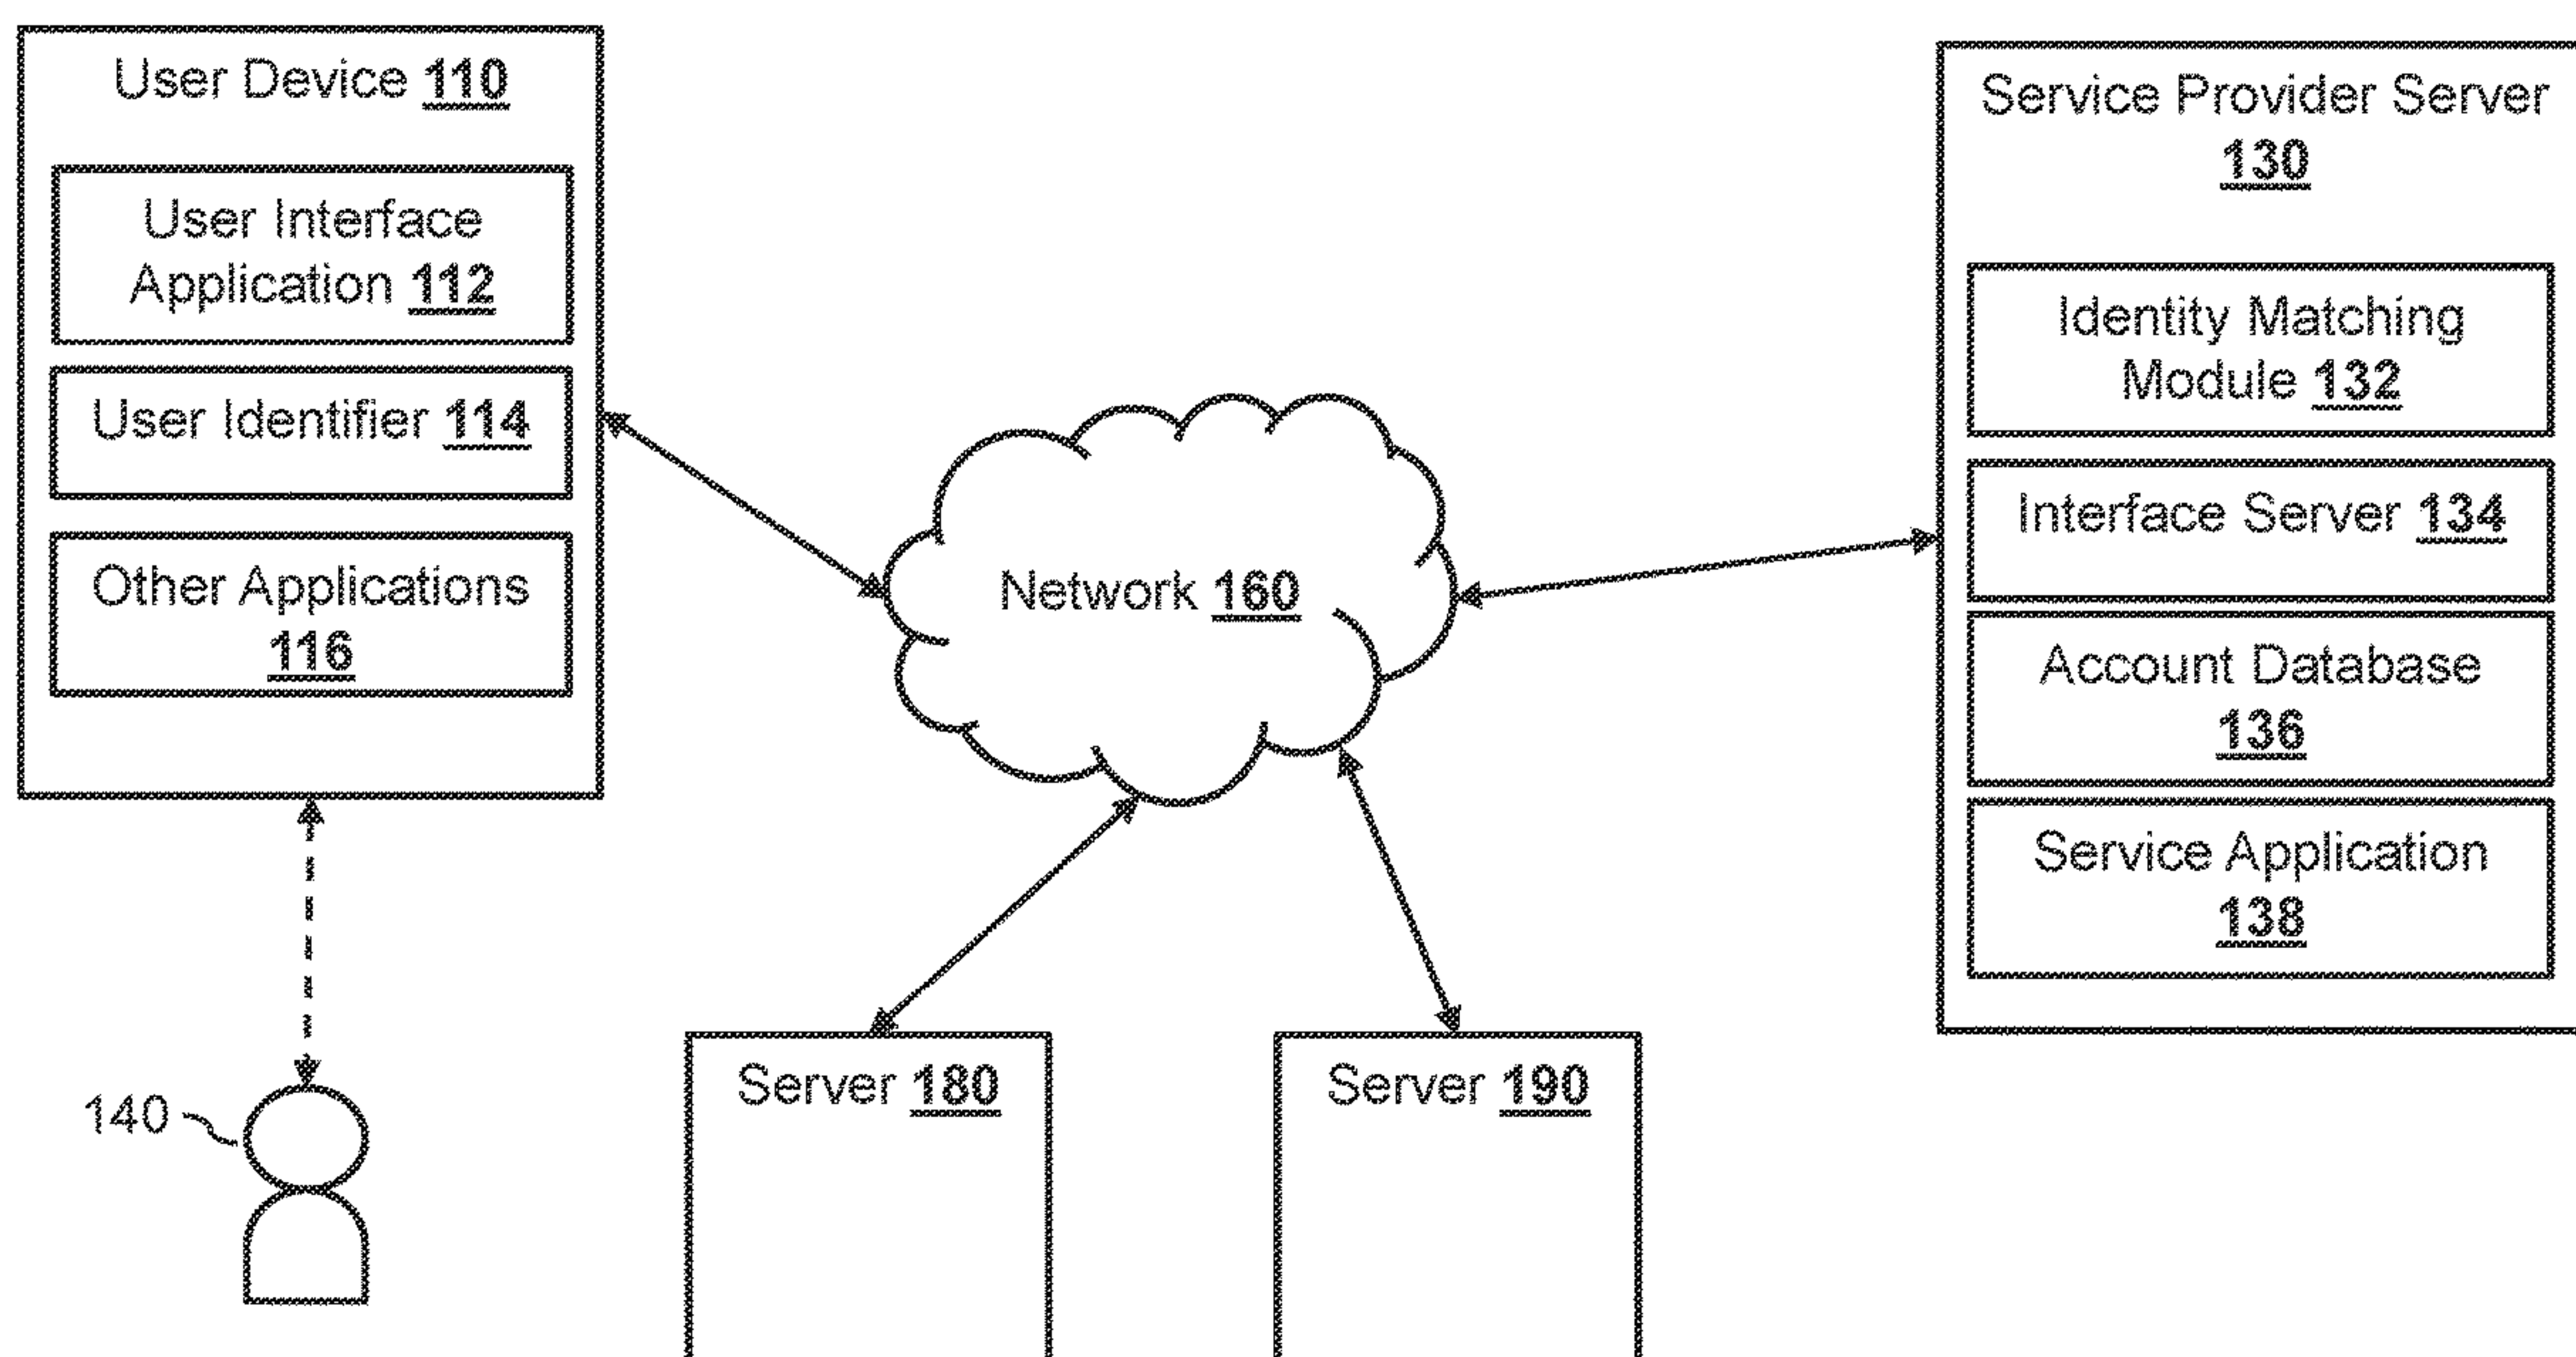 User Device 110
User Interface
Application 112
User Identifier 114
Other Applications
116
140
Network 160
Server 180
Server 190
Service Provider Server
130
Identity Matching
Module 132
Interface Server 134
Account Database
136
Service Application
138